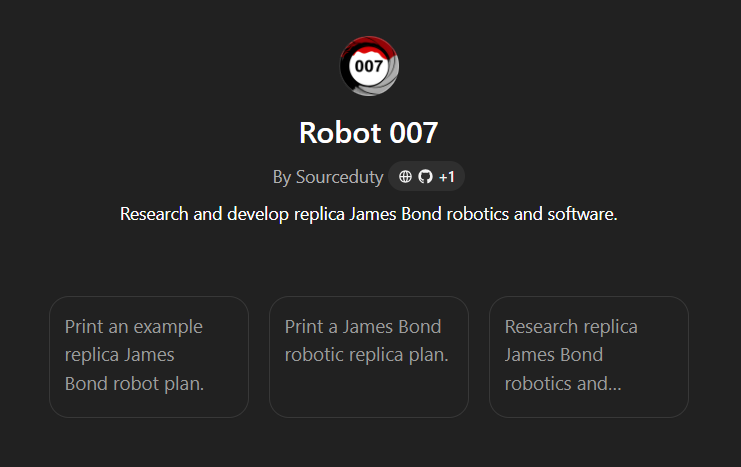 007
Robot 007
By Sourceduty +1
Research and develop replica James Bond robotics and software.
Print an example
replica James
Bond robot plan.
Print a James Bond
robotic replica plan.
Research replica
James Bond
robotics and...